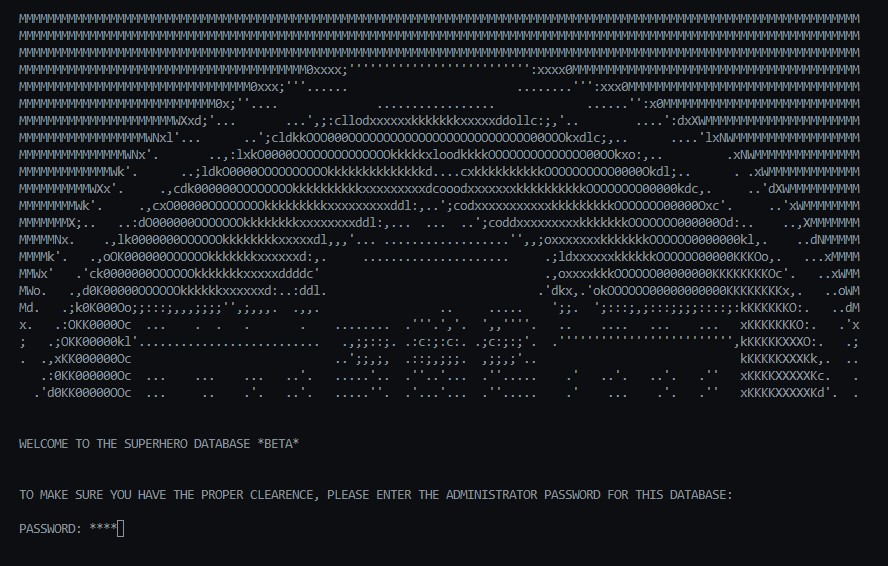 WELCOME TO THE SUPERHERO DATABASE *BETA*
TO MAKE SURE YOU HAVE THE PROPER CLEARENCE, PLEASE ENTER THE ADMINISTRATOR PASSWORD FOR THIS DATABASE:
PASSWORD: ****